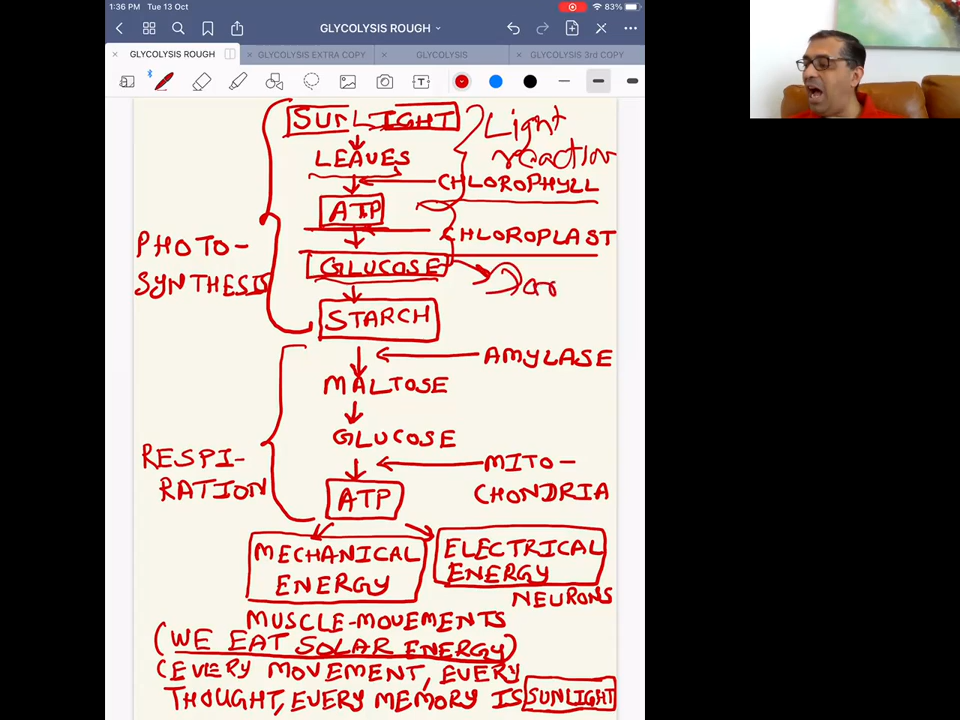 1:36 PM Tue 13 Oct
83%
GLYCOLYSIS ROUGH
GLYCOLYSIS ROUGH
GLYCOLYSIS EXTRA COPY
GLYCOLYSIS
GLYCOLYSIS 3rd COPY
SUNLIGHT
Light
reaction
LEAVES
CHLOROPHYLL
ATP
CHLOROPLAST
PHOTO-
SYNTHESIS
GLUCOSE
Dar
STARCH
AMYLASE
MALTOSE
GLUCOSE
RESPI-
RATION
MITO-
CHONDRIA
ATP
MECHANICAL
ENERGY
ELECTRICAL
ENERGY
NEURONS
MUSCLE-MOVEMENTS
(WE EAT SOLAR ENERGY)
(EVERY MOVEMENT, EVERY
THOUGHT, EVERY MEMORY IS SUNLIGHT